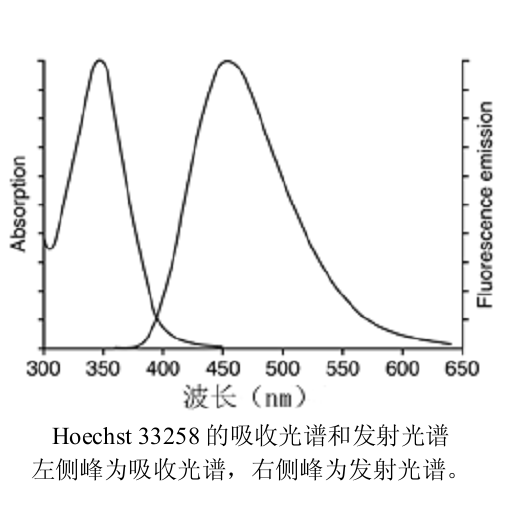 Absorption
Fluorescence emission
300 350 400 450 500 550 600 650
波长（nm）
Hoechst 33258 的吸收光谱和发射光谱
左侧峰为吸收光谱，右侧峰为发射光谱。